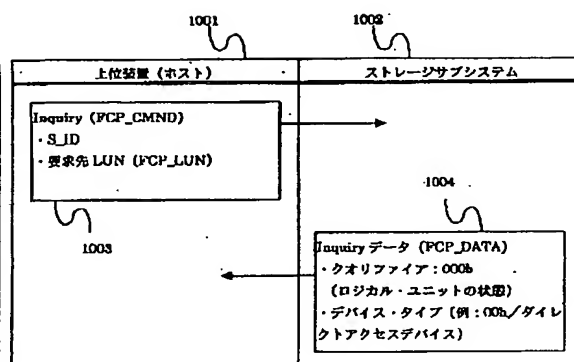 1001
1002
上位装置（ホスト）
ストレージサブシステム
Inquiry（FCP_CMND）
・S_ID
・要求先 LUN（FCP_LUN）
1003
1004
Inquiry データ（FCP_DATA）
・クオリファイア：000b
（ロジカル・ユニットの状態）
・デバイス・タイプ（例：00h／ダイレ
クトアクセスデバイス）